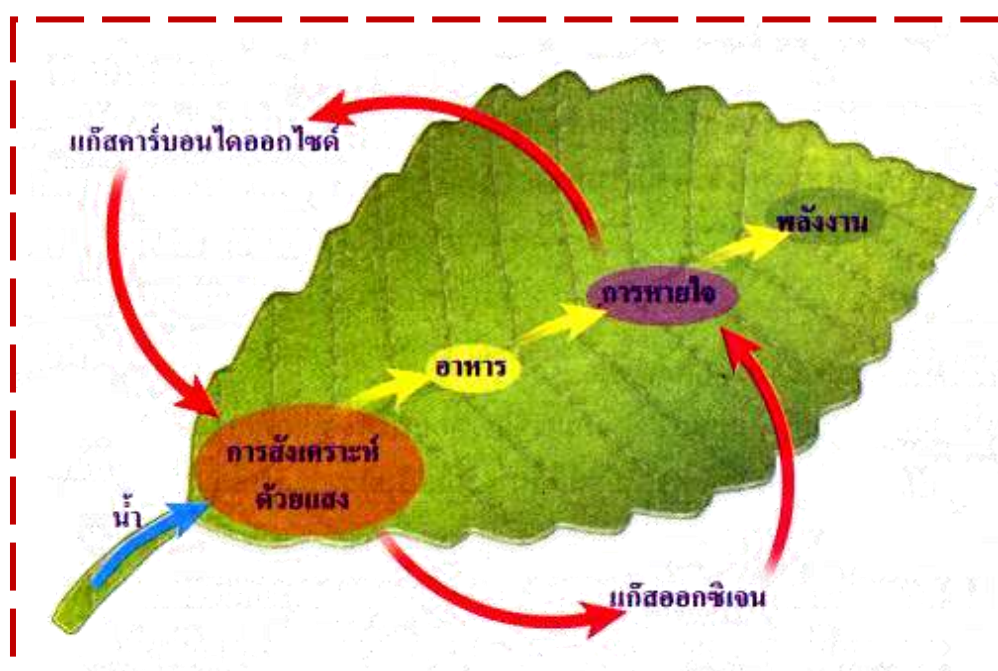 แก๊สคาร์บอนไดออกไซด์
พลังงาน
การหายใจ
อาหาร
การสังเคราะห์
ด้วยแสง
น้ำ
แก๊สออกซิเจน